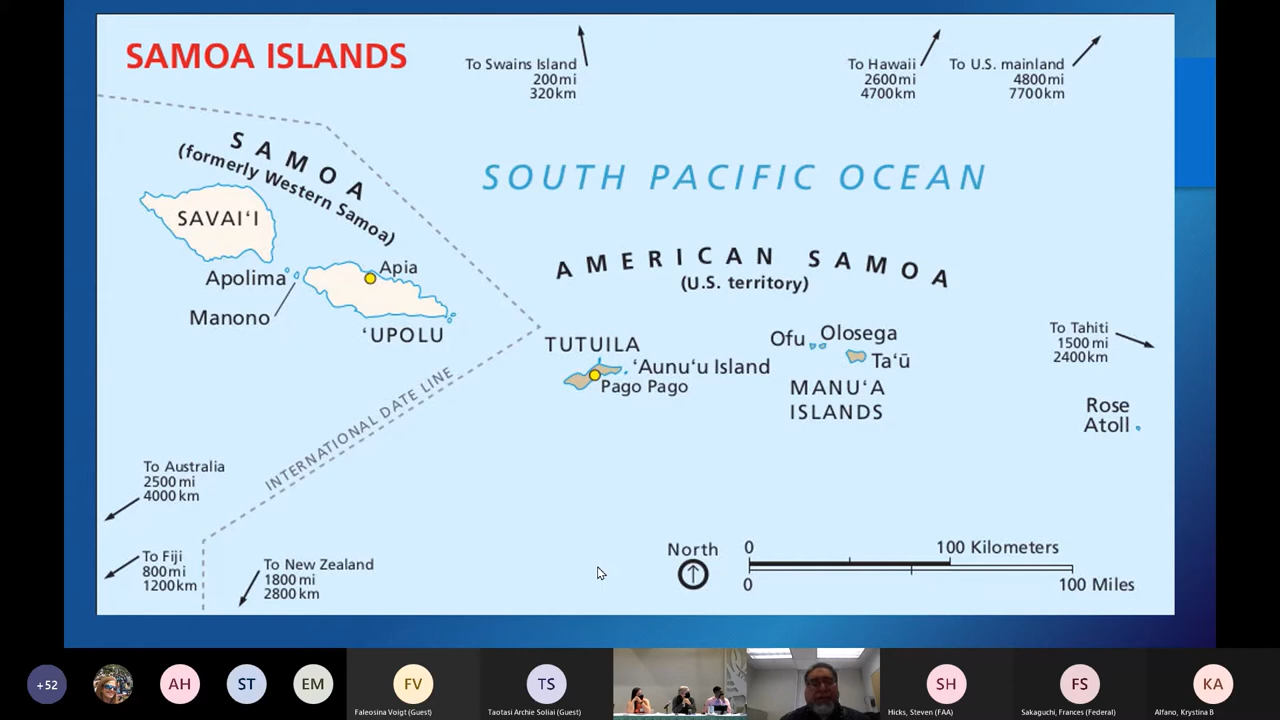 SAMOA ISLANDS
To Swains Island
200mi
320km
To Hawaii
2600mi
4700km
To U.S. mainland
4800mi
7700km
SAMOA
(formerly Western Samoa)
SOUTH PACIFIC OCEAN
SAVAI‘I
AMERICAN SAMOA
(U.S. territory)
Apolima
Apia
Manono
‘UPOLU
TUTUILA
‘Aunu‘u Island
Pago Pago
Ofu
Olosega
Ta‘ū
MANU‘A
ISLANDS
To Tahiti
1500mi
2400km
Rose
Atoll
INTERNATIONAL DATE LINE
To Australia
2500mi
4000km
To Fiji
800mi
1200km
To New Zealand
1800 mi
2800 km
North
0
100 Kilometers
0
100 Miles
+52
AH
ST
EM
FV
Faleosina Voigt (Guest)
TS
Taotasi Archie Soliai (Guest)
SH
Hicks, Steven (FAA)
FS
Sakaguchi, Frances (Federal)
KA
Alfano, Krystina B